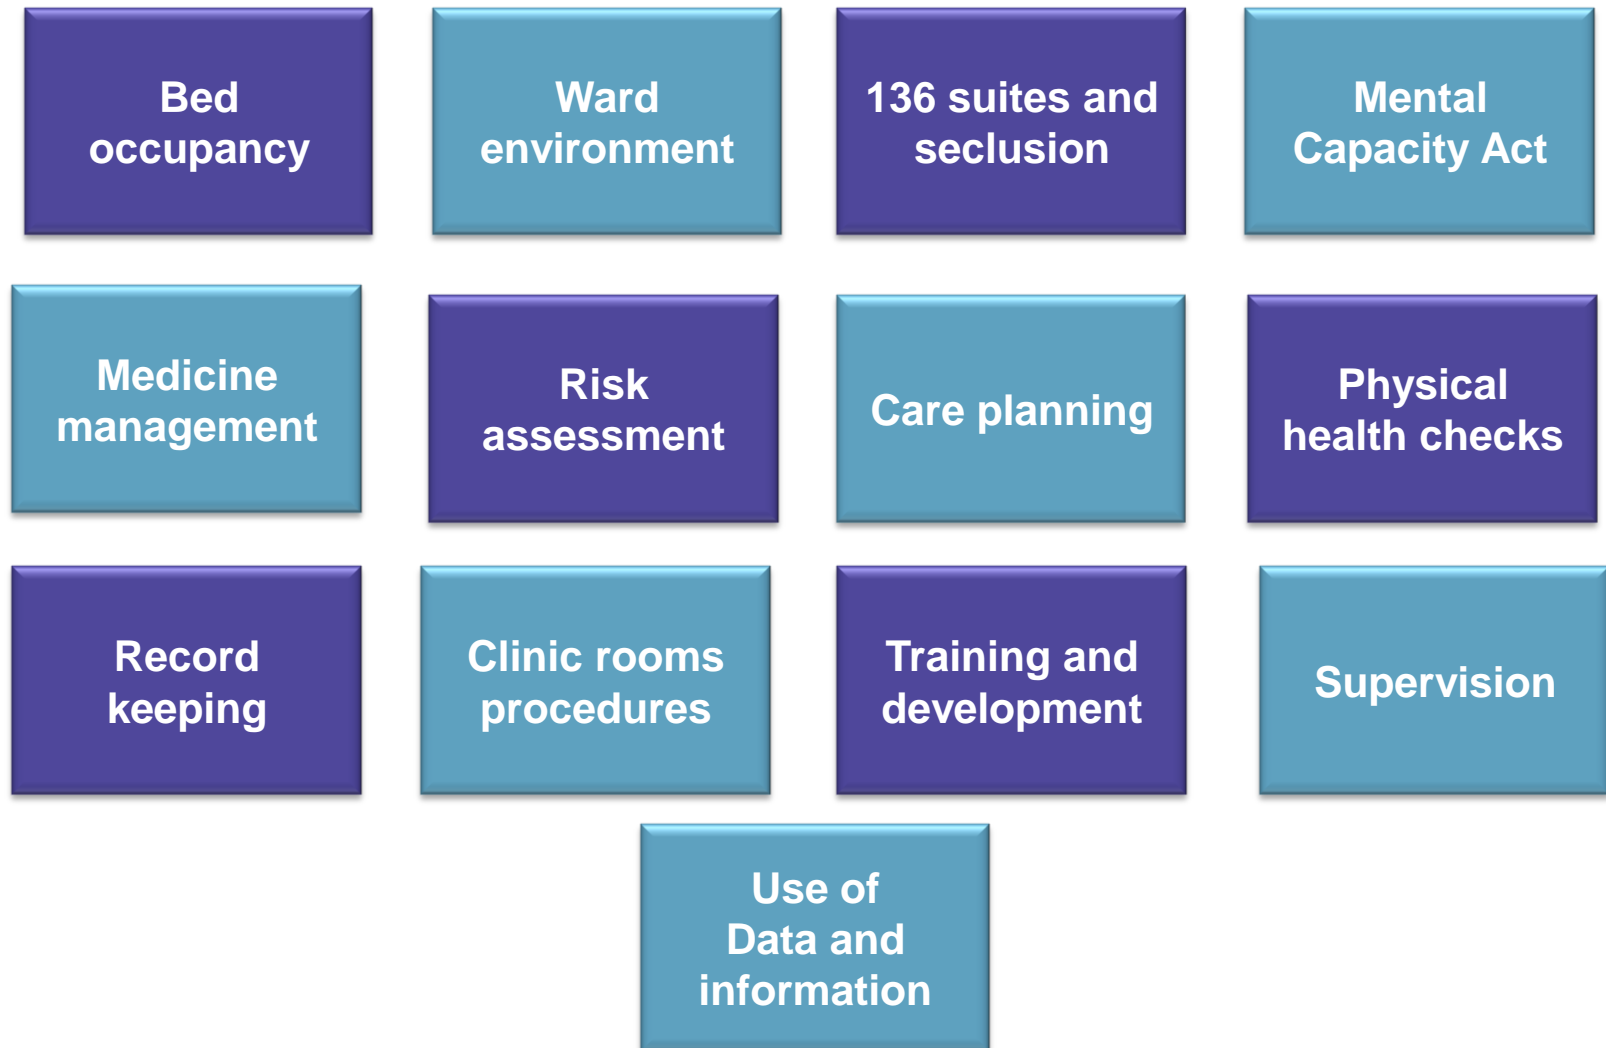 Bed
occupancy
Ward
environment
136 suites and
seclusion
Mental
Capacity Act
Medicine
management
Risk
assessment
Care planning
Physical
health checks
Record
keeping
Clinic rooms
procedures
Training and
development
Supervision
Use of
Data and
information